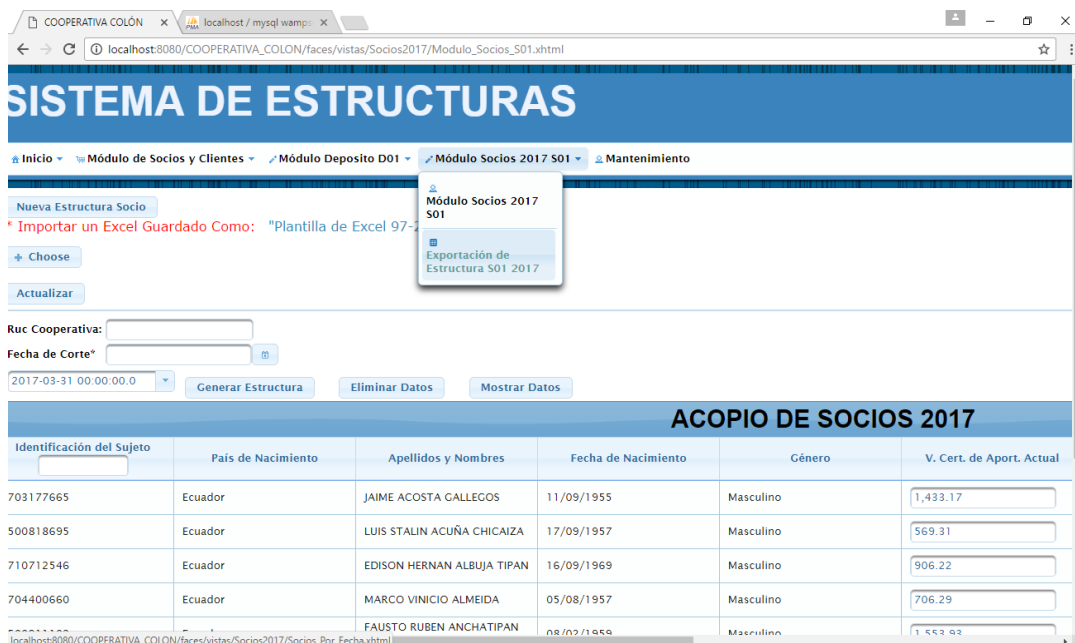 COOPERATIVA COLÓN
localhost / mysql wamps
localhost:8080/COOPERATIVA_COLON/faces/vistas/Socios2017/Modulo_Socios_S01.xhtml
SISTEMA DE ESTRUCTURAS
Inicio
Módulo de Socios y Clientes
Módulo Deposito D01
Módulo Socios 2017 S01
Mantenimiento
Módulo Socios 2017
S01
Exportación de
Estructura S01 2017
Nueva Estructura Socio
* Importar un Excel Guardado Como: "Plantilla de Excel 97-2
+ Choose
Actualizar
Ruc Cooperativa:
Fecha de Corte*
2017-03-31 00:00:00.0
Generar Estructura
Eliminar Datos
Mostrar Datos
ACOPIO DE SOCIOS 2017
Identificación del Sujeto País de Nacimiento Apellidos y Nombres Fecha de Nacimiento Género V. Cert. de Aport. Actual
703177665 Ecuador JAIME ACOSTA GALLEGOS 11/09/1955 Masculino 1,433.17
500818695 Ecuador LUIS STALIN ACUÑA CHICAIZA 17/09/1957 Masculino 569.31
710712546 Ecuador EDISON HERNAN ALBUJA TIPAN 16/09/1969 Masculino 906.22
704400660 Ecuador MARCO VINICIO ALMEIDA 05/08/1957 Masculino 706.29
FAUSTO RUBEN ANCHATIPAN 08/02/1959 Masculino 1,553.93
localhost:8080/COOPERATIVA_COLON/faces/vistas/Socios2017/Socios_Por_Fecha.xhtml